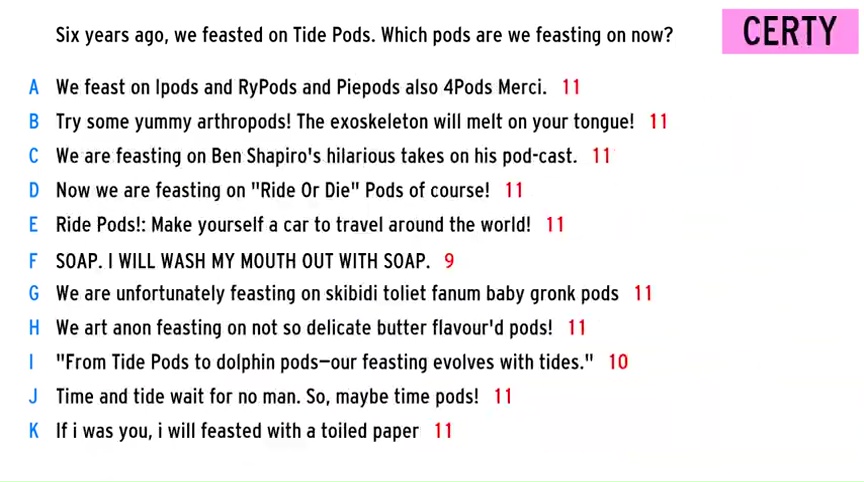 Six years ago, we feasted on Tide Pods. Which pods are we feasting on now?
CERTY
A We feast on Ipods and RyPods and Piepods also 4Pods Merci. 11
B Try some yummy arthropods! The exoskeleton will melt on your tongue! 11
C We are feasting on Ben Shapiro's hilarious takes on his pod-cast. 11
D Now we are feasting on "Ride Or Die" Pods of course! 11
E Ride Pods!: Make yourself a car to travel around the world! 11
F SOAP. I WILL WASH MY MOUTH OUT WITH SOAP. 9
G We are unfortunately feasting on skibidi toliet fanum baby gronk pods 11
H We art anon feasting on not so delicate butter flavour'd pods! 11
I "From Tide Pods to dolphin pods—our feasting evolves with tides." 10
J Time and tide wait for no man. So, maybe time pods! 11
K If i was you, i will feasted with a toiled paper 11